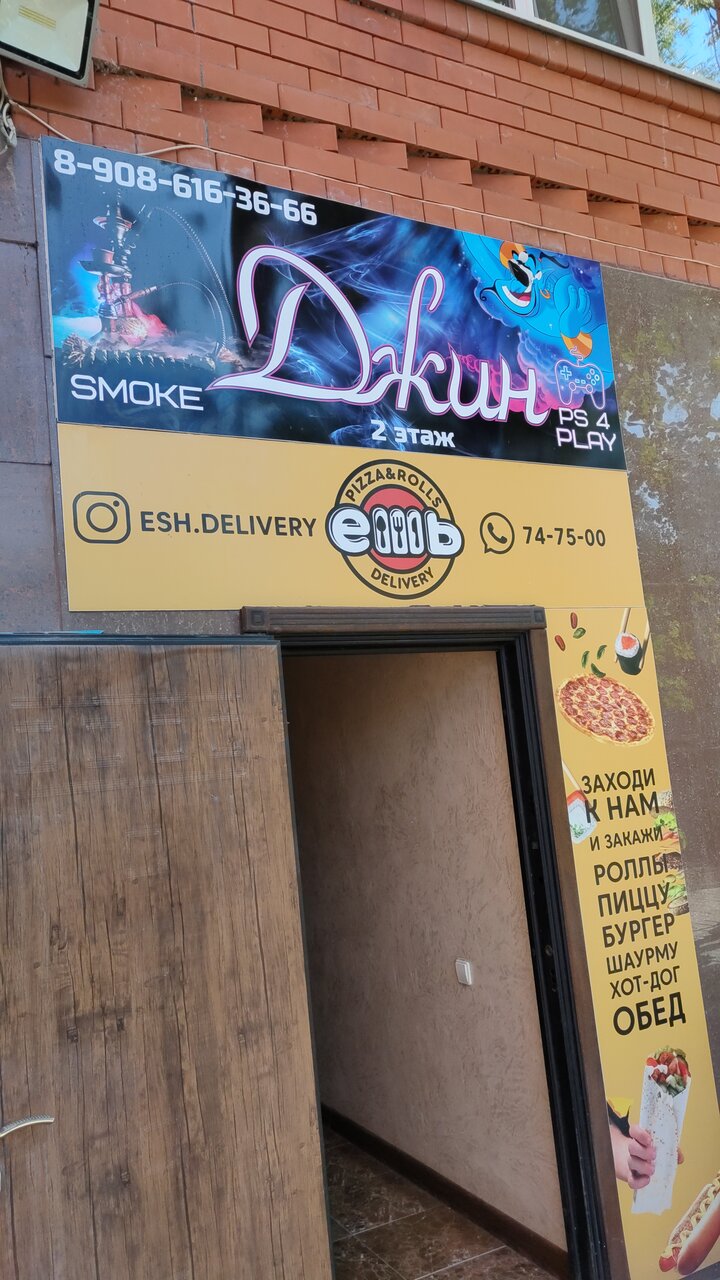 8-908-616-36-66
Джин
SMOKE
PS 4
PLAY
2 этаж
PIZZA&ROLLS
ESH.DELIVERY
ешь
74-75-00
DELIVERY
ЗАХОДИ
К НАМ
И ЗАКАЖИ
РОЛЛЫ
ПИЦЦУ
БУРГЕР
ШАУРМУ
ХОТ-ДОГ
ОБЕД